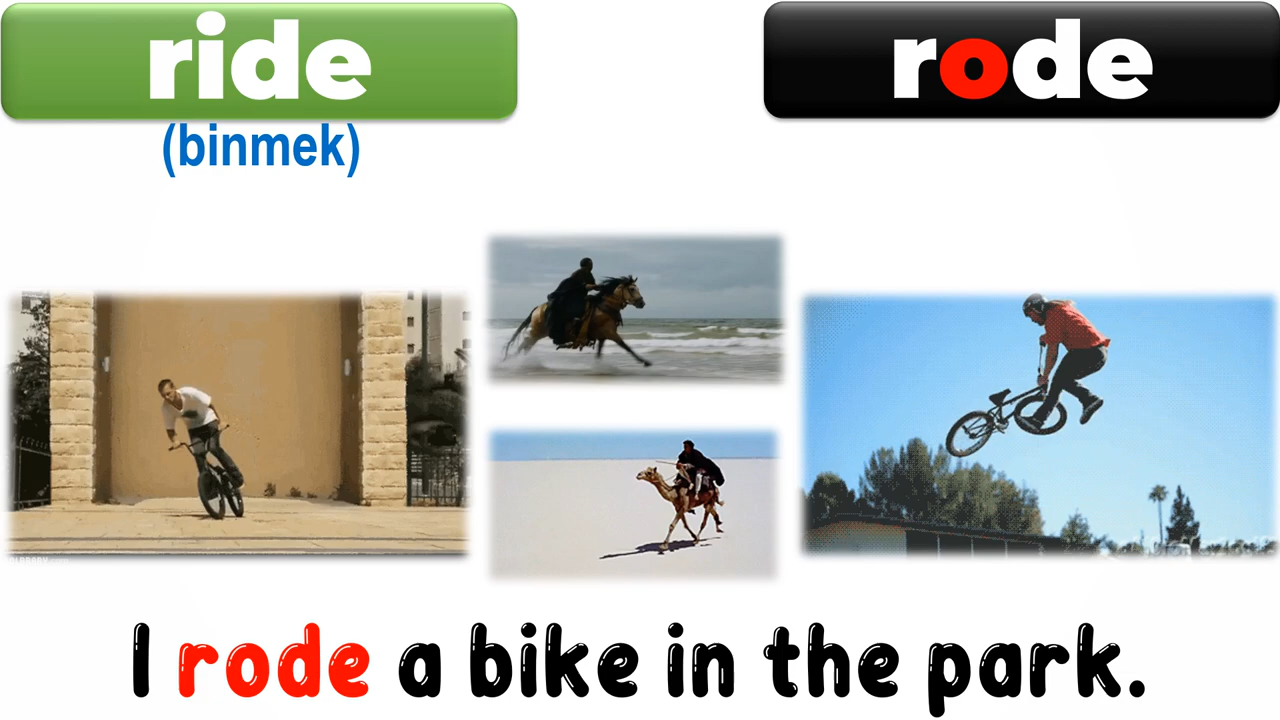 ride
rode
(binmek)
I rode a bike in the park.